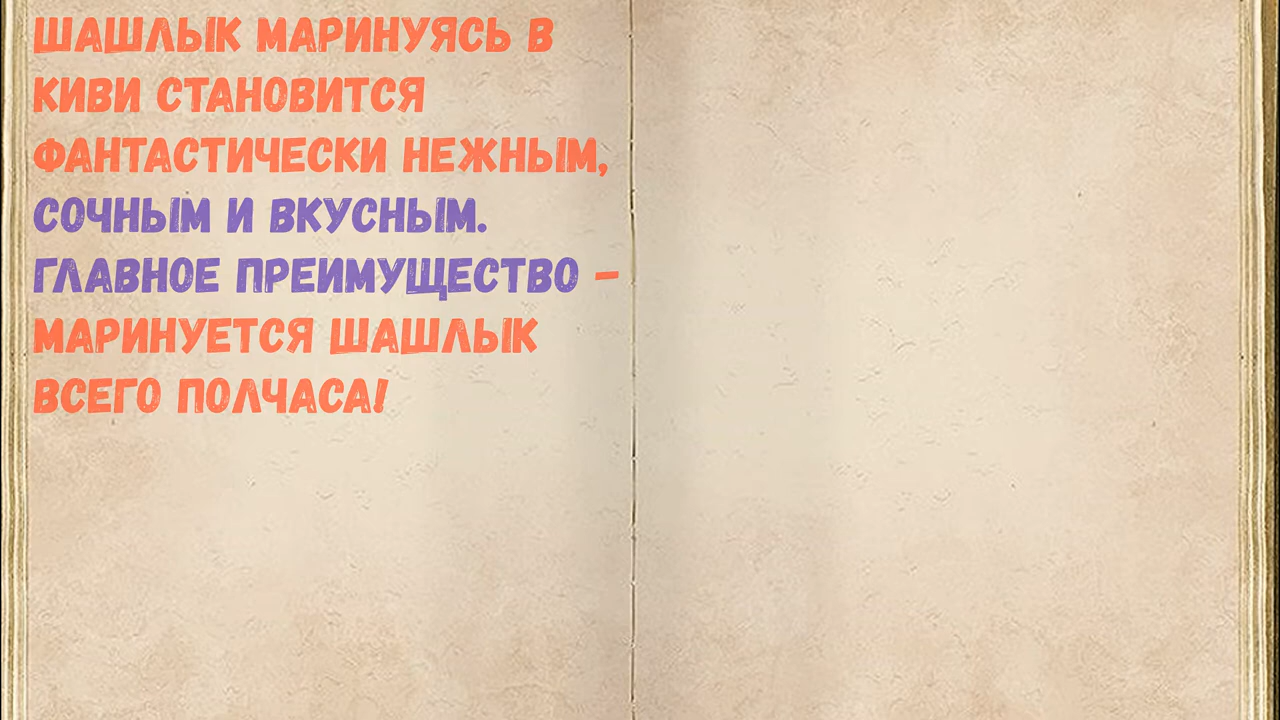 ШАШЛЫК МАРИНУЯСЬ В
КИВИ СТАНОВИТСЯ
ФАНТАСТИЧЕСКИ НЕЖНЫМ,
СОЧНЫМ И ВКУСНЫМ.
ГЛАВНОЕ ПРЕИМУЩЕСТВО –
МАРИНУЕТСЯ ШАШЛЫК
ВСЕГО ПОЛЧАСА!